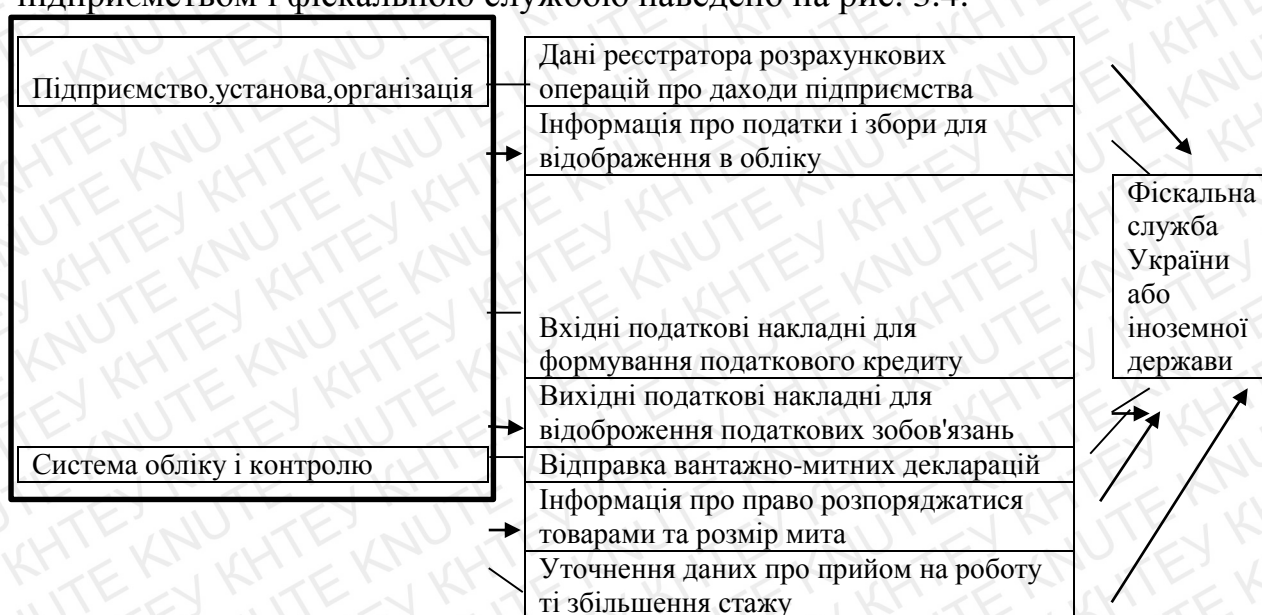 підприємством і фіскальною службою наведено на рис. 3.4.
Підприємство,установа,організація
Система обліку і контролю
Дані реєстратора розрахункових
операцій про доходи підприємства
Інформація про податки і збори для
відображення в обліку
Вхідні податкові накладні для
формування податкового кредиту
Вихідні податкові накладні для
відоброження податкових зобов'язань
Відправка вантажно-митних декларацій
Інформація про право розпоряджатися
товарами та розмір мита
Уточнення даних про прийом на роботу
ті збільшення стажу
Фіскальна
служба
України
або
іноземної
держави